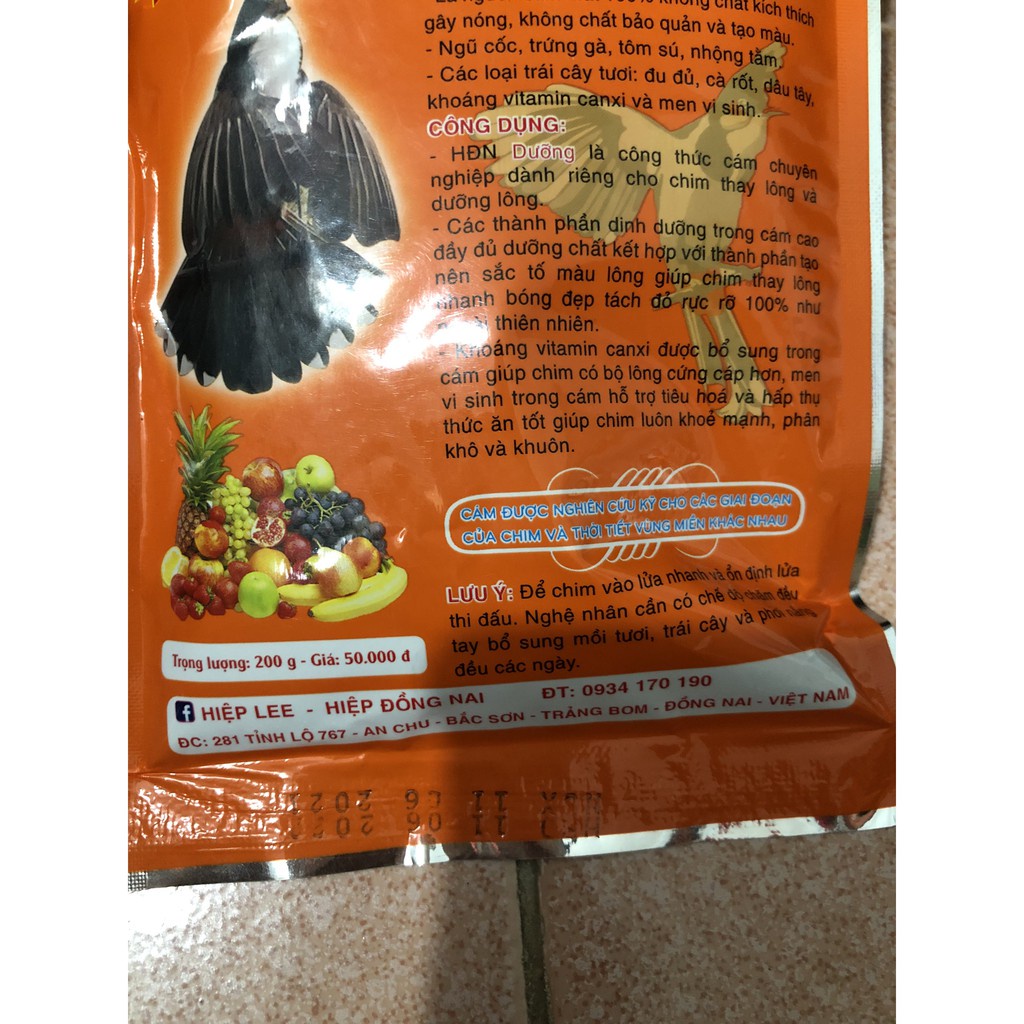 100% không chất kích thích
gây nóng, không chất bảo quản và tạo màu.
- Ngũ cốc, trứng gà, tôm sú, nhộng tằm.
- Các loại trái cây tươi: đu đủ, cà rốt, dâu tây,
khoáng vitamin canxi và men vi sinh.
CÔNG DỤNG:
- HĐN Dưỡng là công thức cám chuyên
nghiệp dành riêng cho chim thay lông và
dưỡng lông.
- Các thành phần dinh dưỡng trong cám cao
đầy đủ dưỡng chất kết hợp với thành phần tạo
nên sắc tố màu lông giúp chim thay lông
nhanh bóng đẹp tách đỏ rực rỡ 100% như
thiên nhiên.
- Khoáng vitamin canxi được bổ sung trong
cám giúp chim có bộ lông cứng cáp hơn, men
vi sinh trong cám hỗ trợ tiêu hoá và hấp thụ
thức ăn tốt giúp chim luôn khoẻ mạnh, phân
khô và khuôn.
CÁM ĐƯỢC NGHIÊN CỨU KỸ CHO CÁC GIAI ĐOẠN
CỦA CHIM VÀ THỜI TIẾT VÙNG MIỀN KHÁC NHAU
LƯU Ý: Để chim vào lửa nhanh và ổn định lửa
thi đấu. Nghệ nhân cần có chế độ chăm đều
tay bổ sung mồi tươi, trái cây và phơi nắng
đều các ngày.
Trọng lượng: 200 g - Giá: 50.000 đ
HIỆP LEE - HIỆP ĐỒNG NAI ĐT: 0934 170 190
ĐC: 281 TỈNH LỘ 767 - AN CHU - BẮC SƠN - TRẢNG BOM - ĐỒNG NAI - VIỆT NAM
11 06 2021
11 06